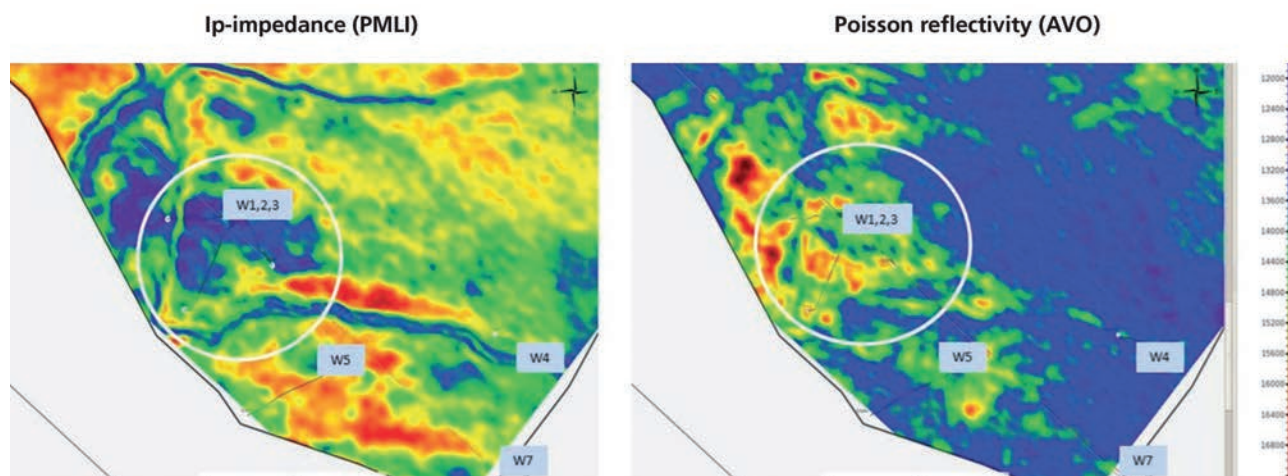 Ip-impedance (PMLI)
Poisson reflectivity (AVO)
W1,2,3
W5
W4
W7
W1,2,3
W5
W4
W7
12000
12400
12800
13200
13600
14000
14400
14800
15200
15600
16000
16400
16800